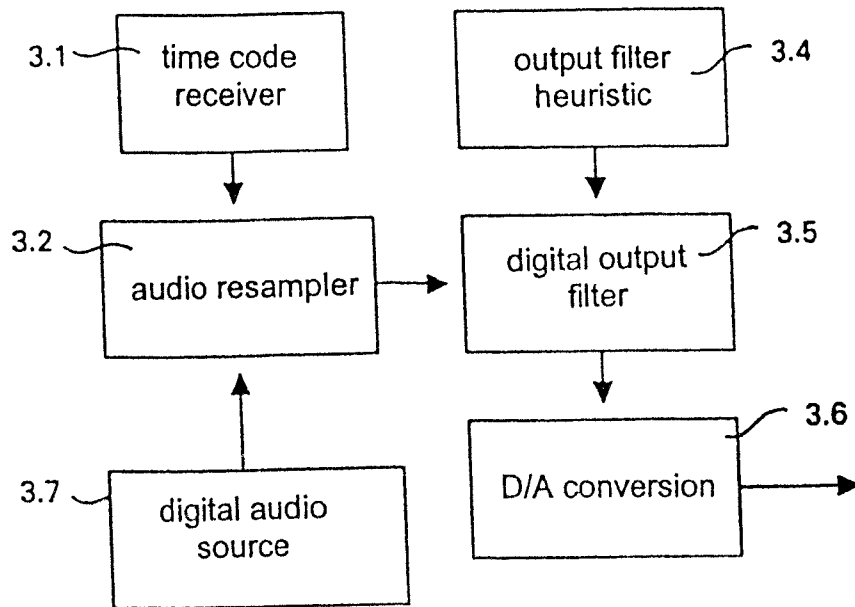 3.1
time code
receiver
output filter
heuristic
3.4
3.2
audio resampler
digital output
filter
3.5
3.7
digital audio
source
D/A conversion
3.6